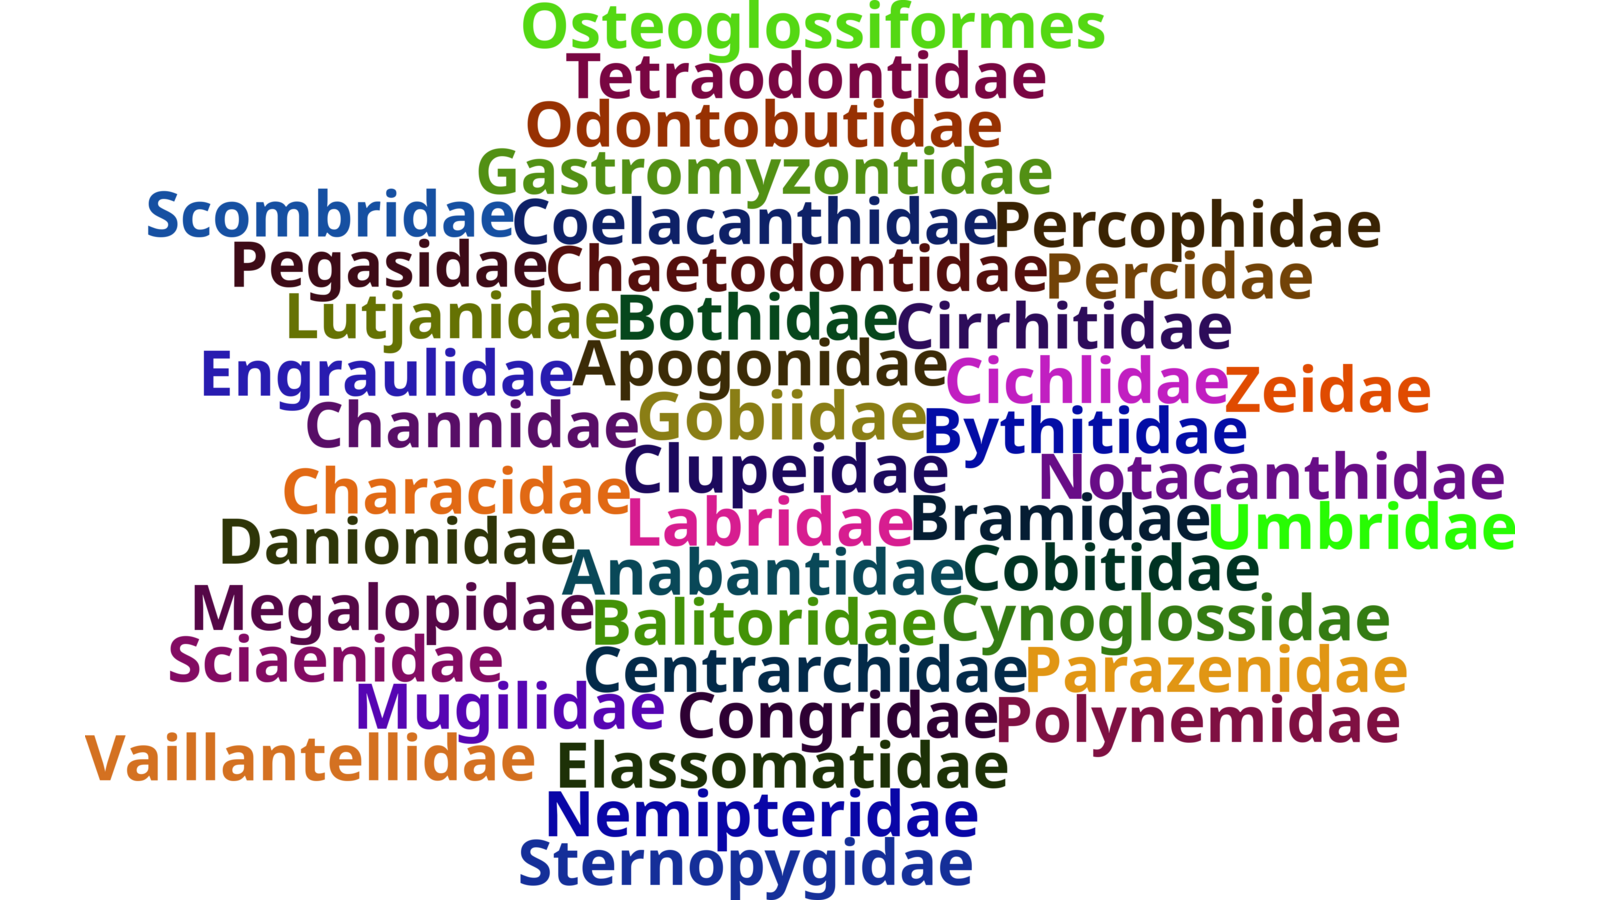 Osteoglossiformes
Tetraodontidae
Odontobutidae
Gastromyzontidae
Scombridae Coelacanthidae Percophidae
Pegasidae Chaetodontidae Percidae
Lutjanidae Bothidae Cirrhitidae
Engraulidae Apogonidae Cichlidae Zeidae
Channidae Gobiidae Bythitidae
Characidae Clupeidae Notacanthidae
Danionidae Labridae Bramidae Umbridae
Anabantidae Cobitidae
Megalopidae Balitoridae Cynoglossidae
Sciaenidae Centrarchidae Parazenidae
Mugilidae Congridae Polynemidae
Vaillantellidae Elassomatidae
Nemipteridae
Sternopygidae